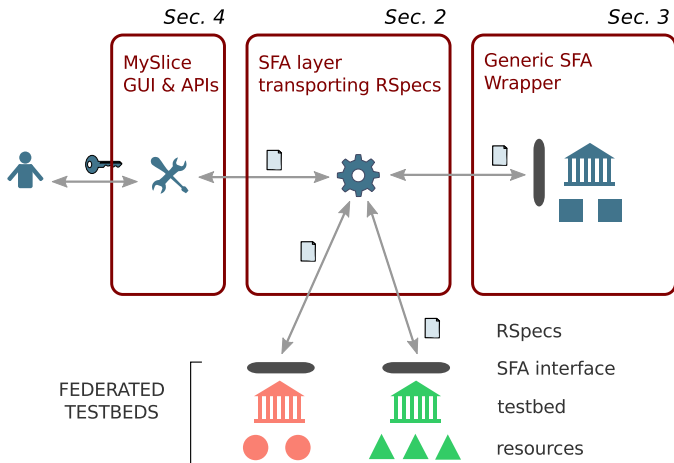 Sec. 4
Sec. 2
Sec. 3
MySlice
GUI & APIs
SFA layer
transporting RSpecs
Generic SFA
Wrapper
RSpecs
SFA interface
FEDERATED
TESTBEDS
testbed
resources